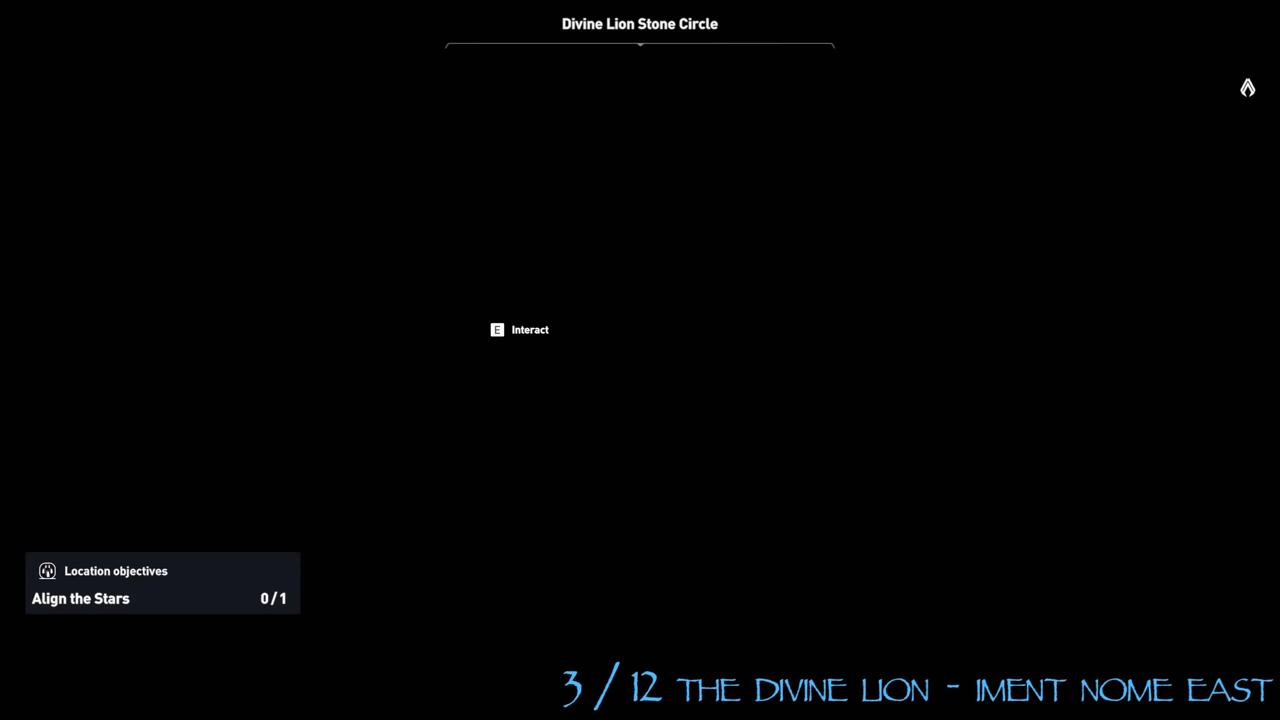 Divine Lion Stone Circle
E Interact
Location objectives
Align the Stars 0/1
3 / 12 THE DIVINE LION - IMENT NOME EAST